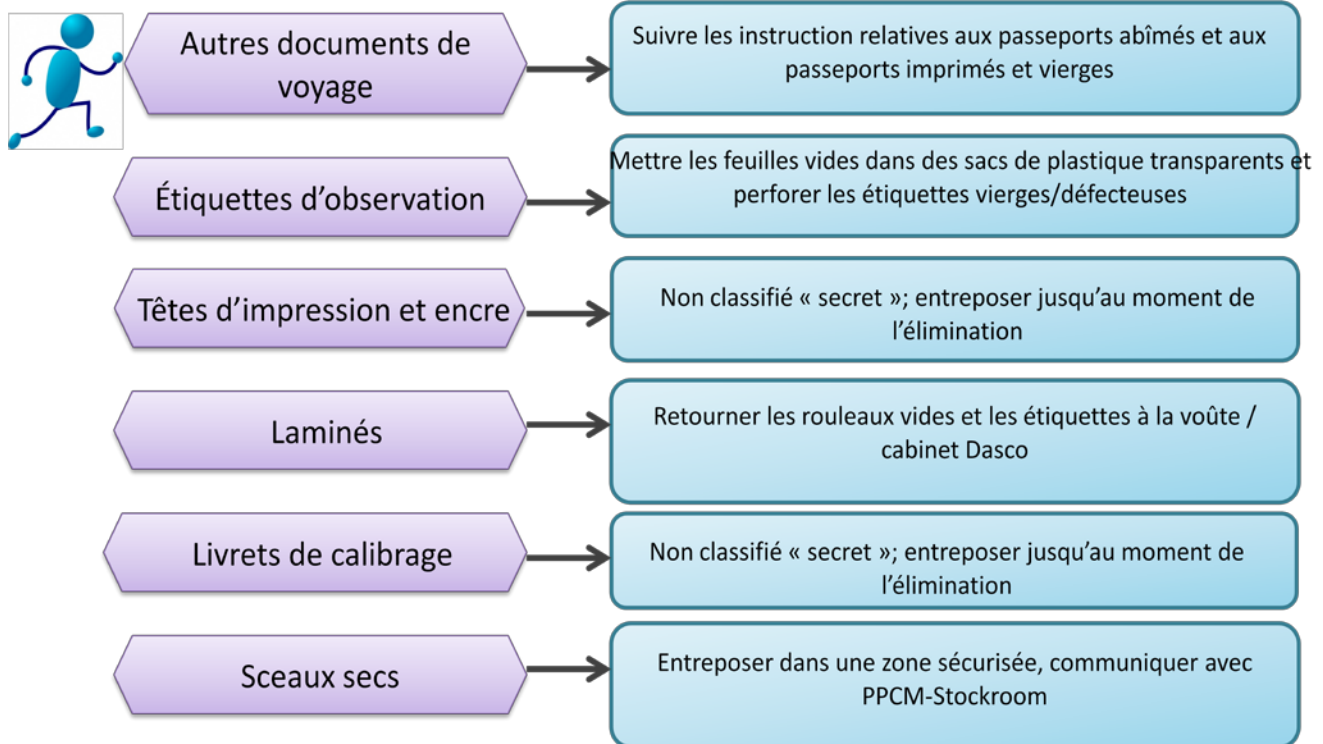 Autres documents de
voyage
Suivre les instruction relatives aux passeports abîmés et aux
passeports imprimés et vierges
Étiquettes d’observation
Mettre les feuilles vides dans des sacs de plastique transparents et
perforer les étiquettes vierges/défecteuses
Têtes d’impression et encre
Non classifié « secret »; entreposer jusqu’au moment de
l’élimination
Laminés
Retourner les rouleaux vides et les étiquettes à la voûte /
cabinet Dasco
Livrets de calibrage
Non classifié « secret »; entreposer jusqu’au moment de
l’élimination
Sceaux secs
Entreposer dans une zone sécurisée, communiquer avec
PPCM-Stockroom